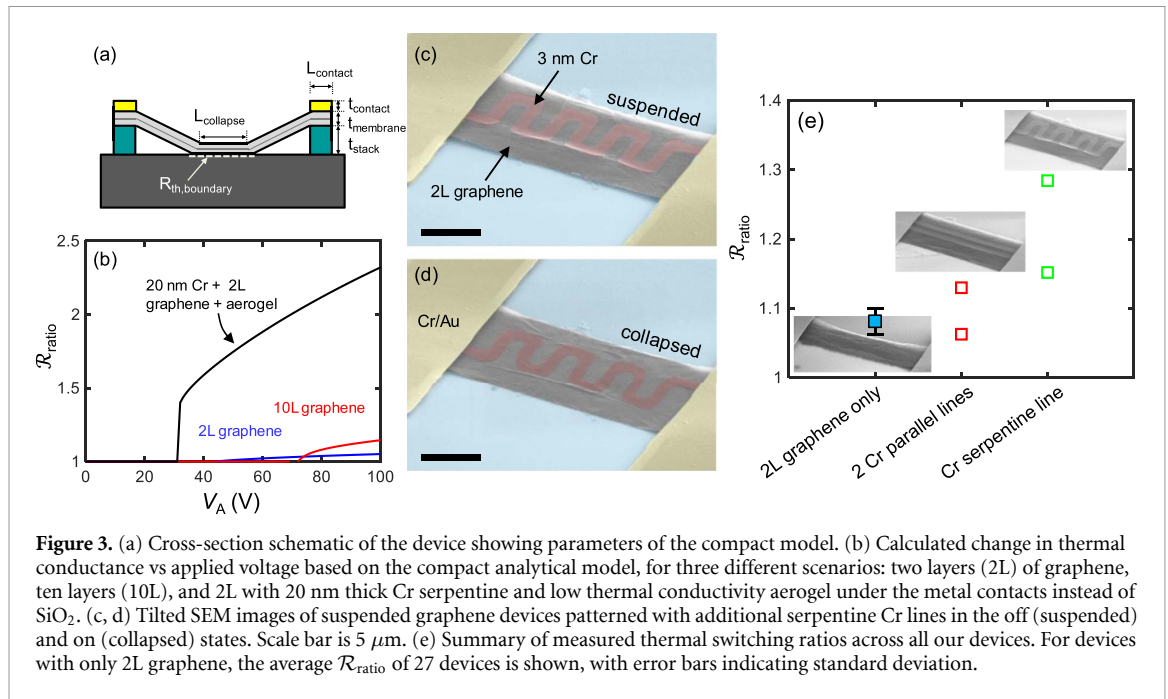 (a)
L_contact
L_collapse
t_contact
t_membrane
t_stack
R_th,boundary
(b)
2.5
2
1.5
1
20 nm Cr + 2L
graphene + aerogel
10L graphene
2L graphene
ℛ_ratio
0 20 40 60 80 100
V_A (V)
(c)
3 nm Cr
suspended
2L graphene
(d)
Cr/Au
collapsed
(e)
1.4
1.3
1.2
1.1
1
ℛ_ratio
2L graphene only
2 Cr parallel lines
Cr serpentine line
Figure 3. (a) Cross-section schematic of the device showing parameters of the compact model. (b) Calculated change in thermal
conductance vs applied voltage based on the compact analytical model, for three different scenarios: two layers (2L) of graphene,
ten layers (10L), and 2L with 20 nm thick Cr serpentine and low thermal conductivity aerogel under the metal contacts instead of
SiO₂. (c, d) Tilted SEM images of suspended graphene devices patterned with additional serpentine Cr lines in the off (suspended)
and on (collapsed) states. Scale bar is 5 μm. (e) Summary of measured thermal switching ratios across all our devices. For devices
with only 2L graphene, the average ℛ_ratio of 27 devices is shown, with error bars indicating standard deviation.